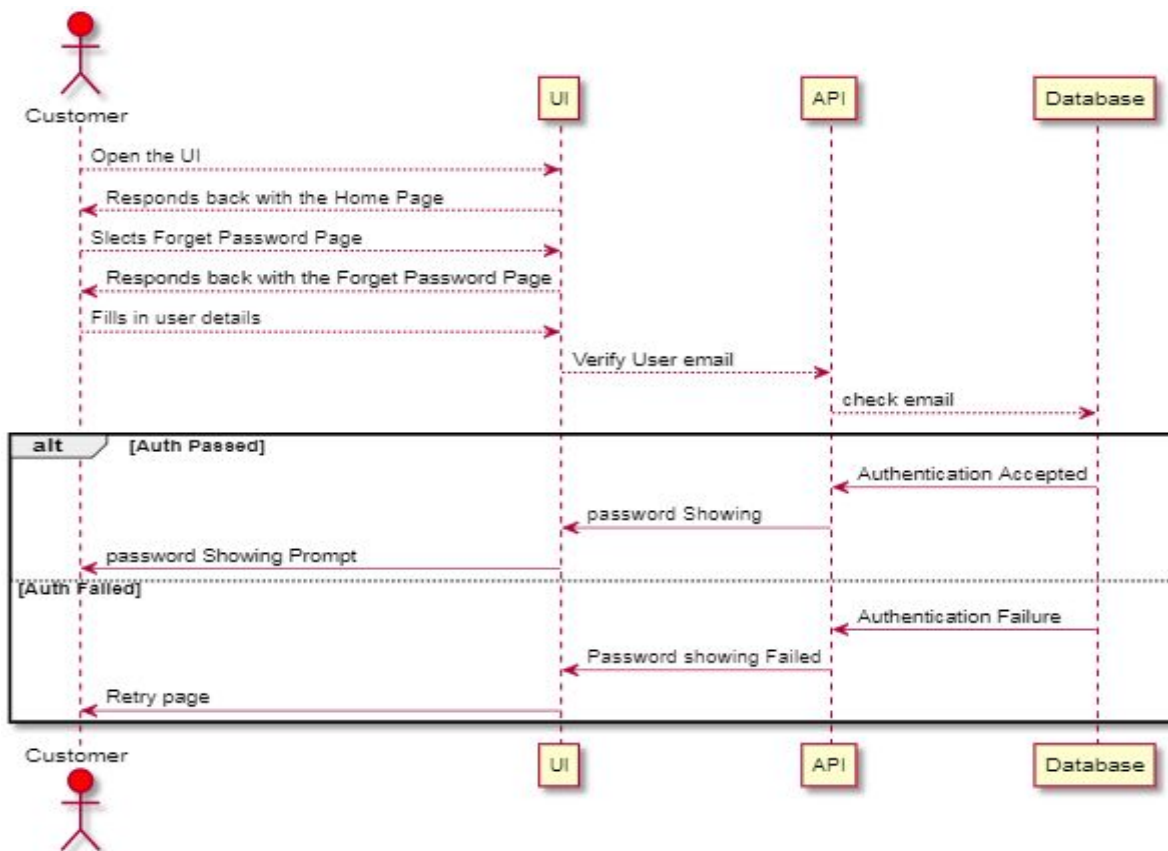 Customer
UI
API
Database
Open the UI
Responds back with the Home Page
Slects Forget Password Page
Responds back with the Forget Password Page
Fills in user details
Verify User email
check email
alt [Auth Passed]
Authentication Accepted
password Showing
password Showing Prompt
[Auth Failed]
Authentication Failure
Password showing Failed
Retry page
Customer
UI
API
Database